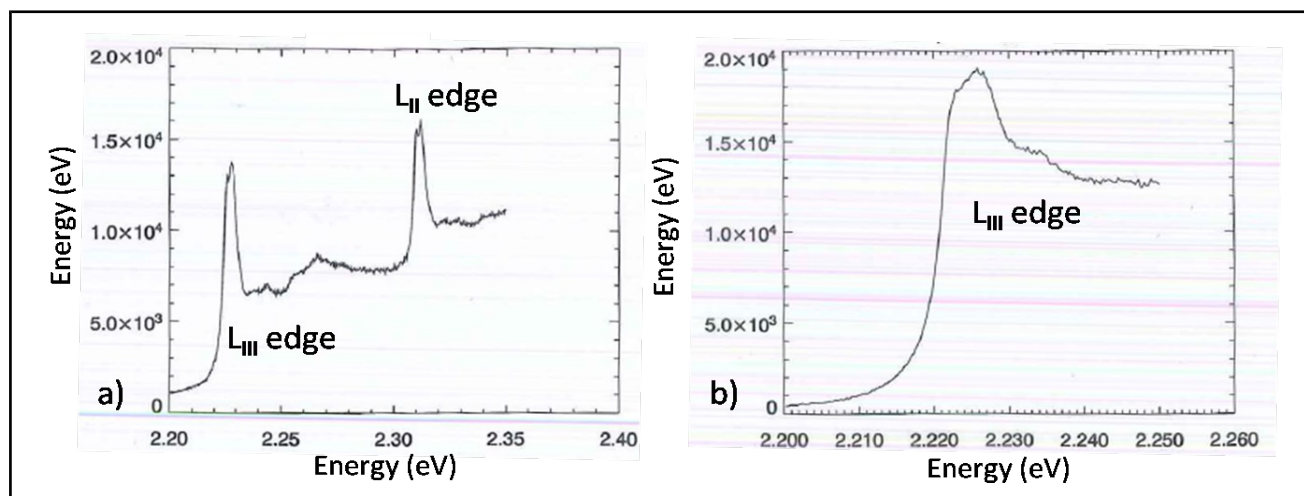 Energy (eV)
2.0×10⁴
1.5×10⁴
1.0×10⁴
5.0×10³
0
L_II edge
L_III edge
a)
2.20 2.25 2.30 2.35 2.40
Energy (eV)
Energy (eV)
2.0×10⁴
1.5×10⁴
1.0×10⁴
5.0×10³
0
L_III edge
b)
2.200 2.210 2.220 2.230 2.240 2.250 2.260
Energy (eV)